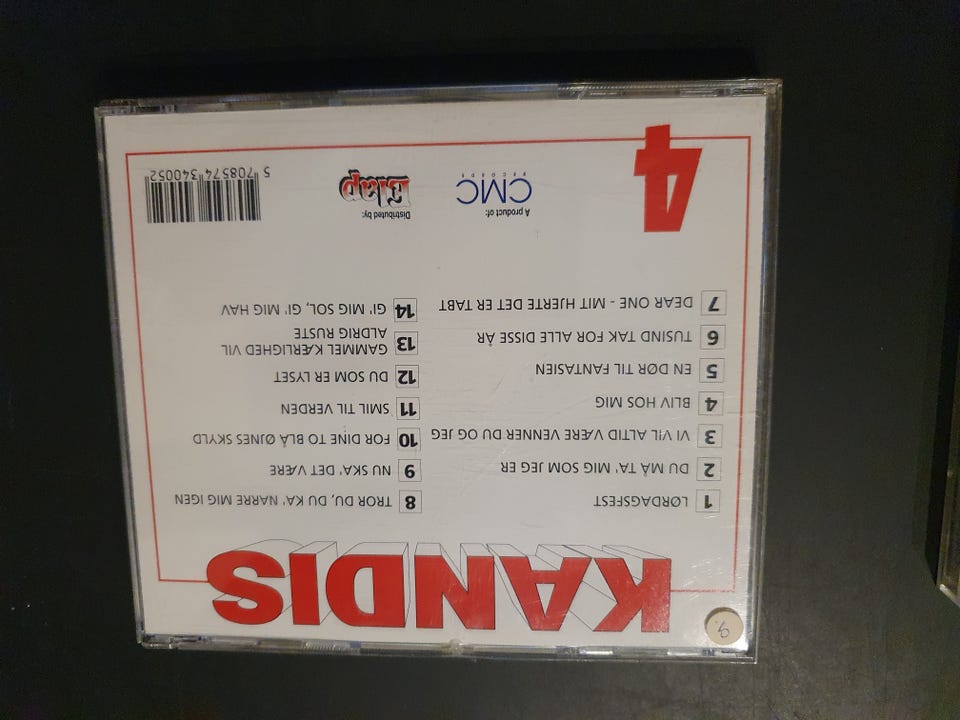 KANDIS
1 LØRDAGSFEST
2 DU MÅ TA' MIG SOM JEG ER
3 VI VIL ALTID VÆRE VENNER DU OG JEG
4 BLIV HOS MIG
5 EN DØR TIL FANTASIEN
6 TUSIND TAK FOR ALLE DISSE ÅR
7 DEAR ONE - MIT HJERTE DET ER TABT
8 TROR DU, DU KA' NARRE MIG IGEN
9 NU SKA' DET VÆRE
10 FOR DINE TO BLÅ ØJNES SKYLD
11 SMIL TIL VERDEN
12 DU SOM ER LYSET
13 GAMMEL KÆRLIGHED VIL
ALDRIG RUSTE
14 GI' MIG SOL, GI' MIG HAV
4
A product of:
CMC
RECORDS
Distributed by:
Elap
5 708574 340052